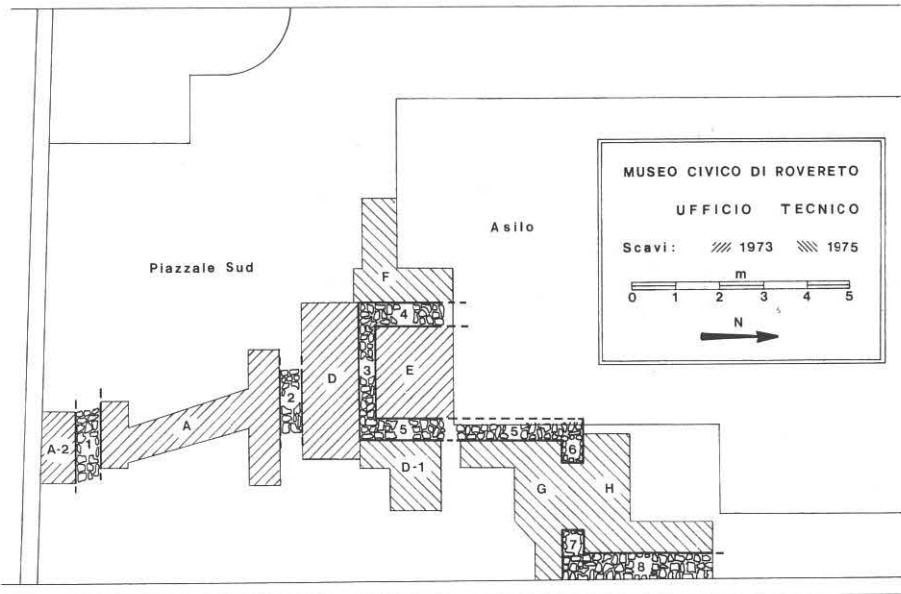 MUSEO CIVICO DI ROVERETO
UFFICIO TECNICO
Scavi: 1973 1975
m
0 1 2 3 4 5
N
Asilo
Piazzale Sud
F
4
3
E
D
2
A
A-2
1
5
5
6
D-1
G
H
7
8